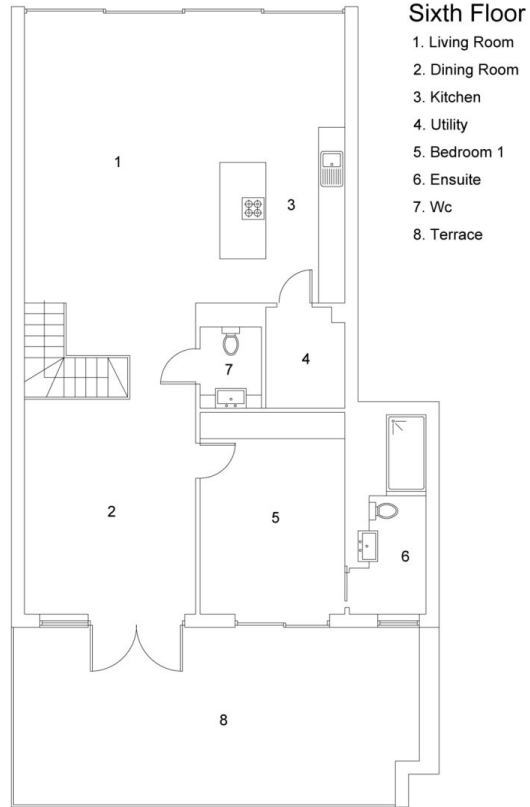 Sixth Floor
1. Living Room
2. Dining Room
3. Kitchen
4. Utility
5. Bedroom 1
6. Ensuite
7. Wc
8. Terrace
1
3
7
4
2
5
6
8